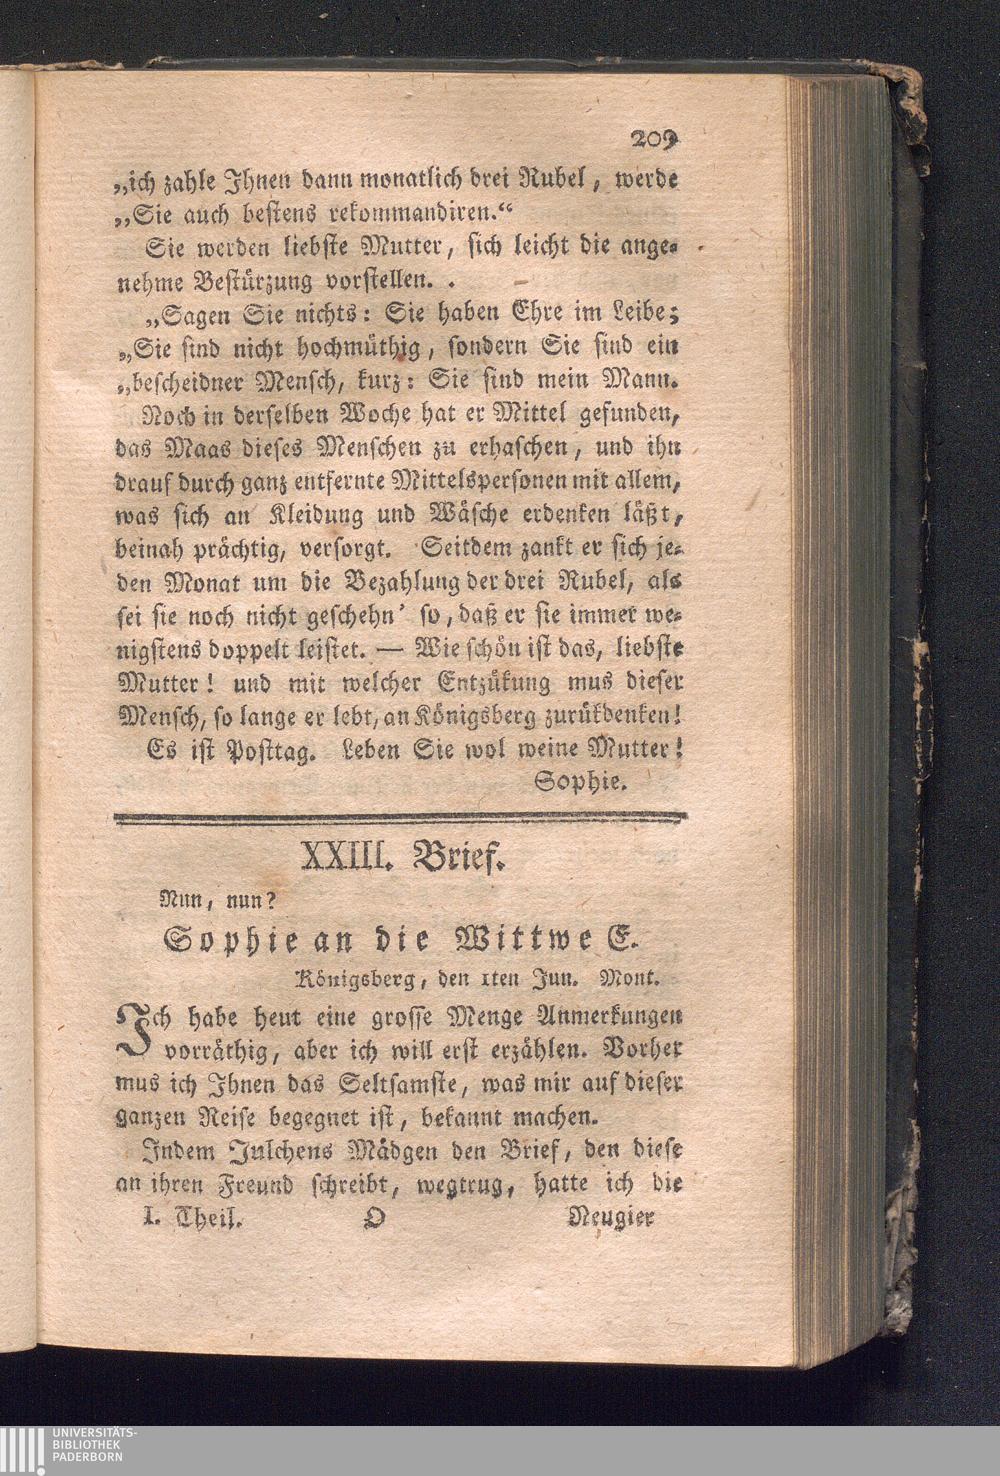 209
„ich zahle Ihnen dann monatlich drei Rubel, werde
„Sie auch bestens rekommandiren.“
Sie werden liebste Mutter, sich leicht die ange-
nehme Bestürzung vorstellen. .
„Sagen Sie nichts: Sie haben Ehre im Leibe;
„Sie sind nicht hochmüthig, sondern Sie sind ein
„bescheidner Mensch, kurz: Sie sind mein Mann.
Noch in derselben Woche hat er Mittel gefunden,
das Maas dieses Menschen zu erhaschen, und ihn
drauf durch ganz entfernte Mittelspersonen mit allem,
was sich an Kleidung und Wäsche erdenken läßt,
beinah prächtig, versorgt. Seitdem zankt er sich je-
den Monat um die Bezahlung der drei Rubel, als
sei sie noch nicht geschehn' so, daß er sie immer we-
nigstens doppelt leistet. — Wie schön ist das, liebste
Mutter! und mit welcher Entzükung mus dieser
Mensch, so lange er lebt, an Königsberg zurükdenken!
Es ist Posttag. Leben Sie wol weine Mutter!
Sophie.
XXIII. Brief.
Nun, nun?
Sophie an die Wittwe E.
Königsberg, den 1ten Jun. Mont.
Ich habe heut eine grosse Menge Anmerkungen
vorräthig, aber ich will erst erzählen. Vorher
mus ich Ihnen das Seltsamste, was mir auf dieser
ganzen Reise begegnet ist, bekannt machen.
Indem Julchens Mädgen den Brief, den diese
an ihren Freund schreibt, wegtrug, hatte ich die
I. Theil. O Neugier
UNIVERSITÄTS-
BIBLIOTHEK
PADERBORN